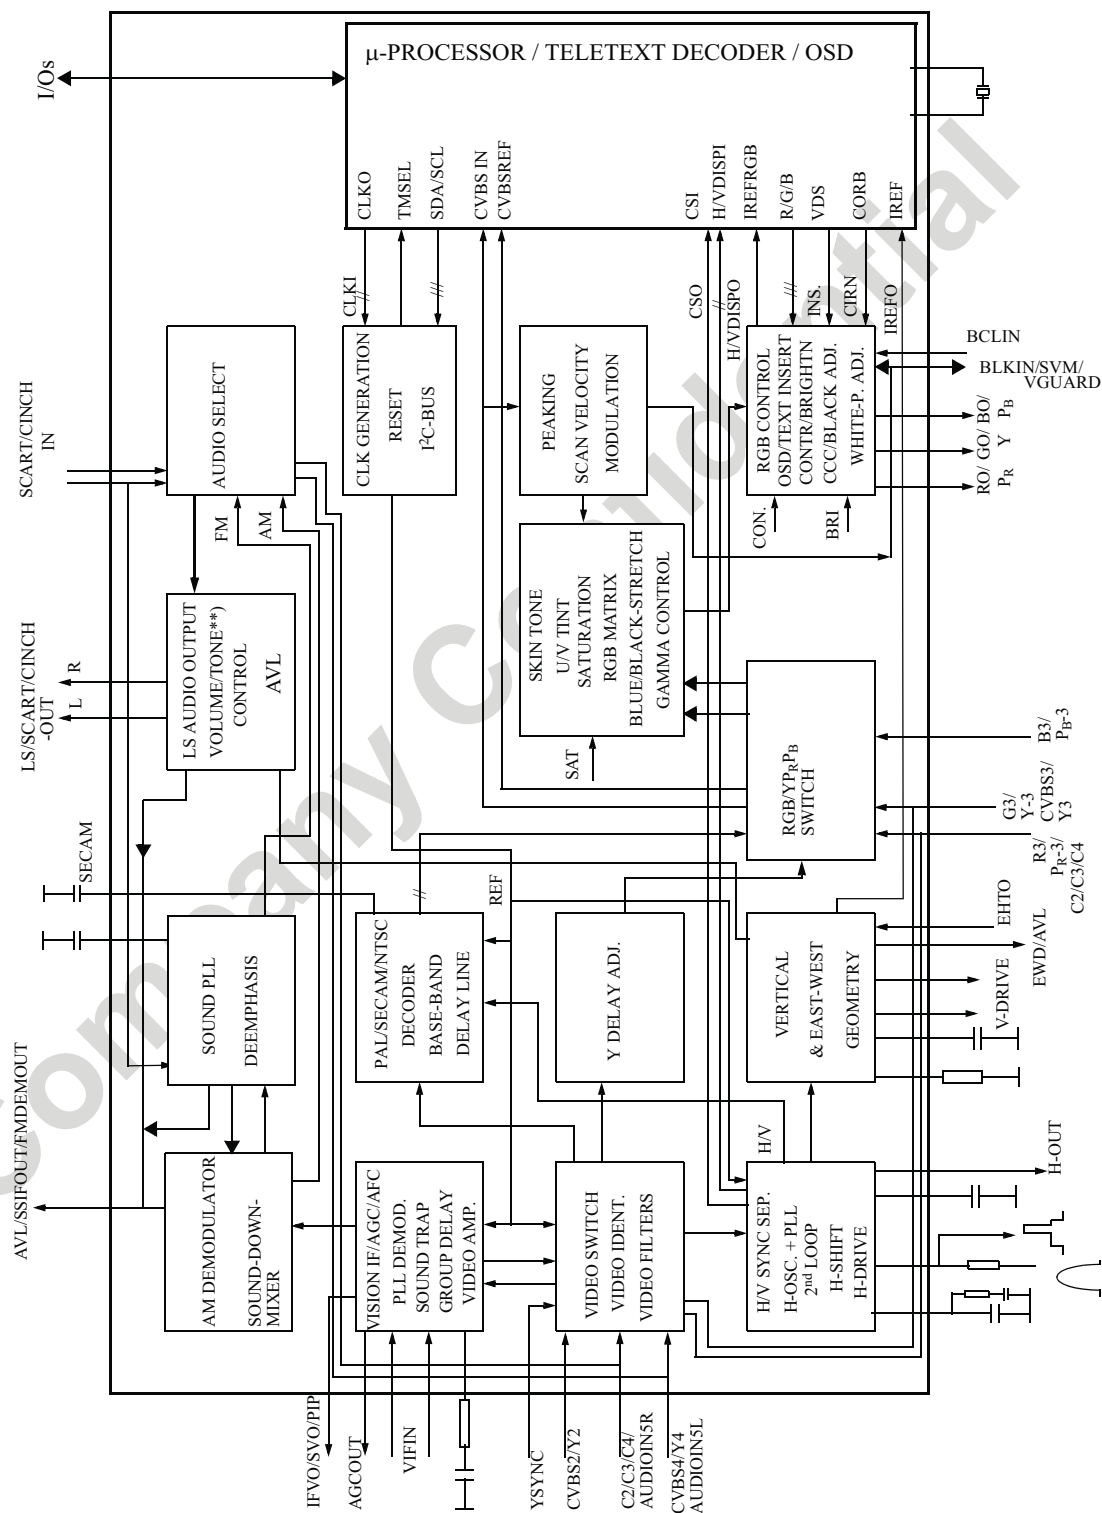 μ-PROCESSOR / TELETEXT DECODER / OSD
I/Os
CLKO
TMSEL
SDA/SCL
CVBS IN
CVBSREF
CSI
H/VDISPI
IREFRGB
R/G/B
VDS
CORB
IREF
CLKI
CSO
H/VDISPO
INS.
CIRN
IREFO
SCART/CINCH
IN
AUDIO SELECT
FM
AM
CLK GENERATION
RESET
I²C-BUS
PEAKING
SCAN VELOCITY
MODULATION
RGB CONTROL
OSD/TEXT INSERT
CONTR/BRIGHTN
CCC/BLACK ADJ.
WHITE-P. ADJ.
CON.
BRI
BCLIN
BLKIN/SVM/
VGUARD
RO/ GO/ BO/
PR Y PB
LS/SCART/CINCH
-OUT
L
R
LS AUDIO OUTPUT
VOLUME/TONE**)
CONTROL
AVL
SKIN TONE
U/V TINT
SATURATION
RGB MATRIX
BLUE/BLACK-STRETCH
GAMMA CONTROL
SAT
RGB/YPRPB
SWITCH
B3/
PB-3
G3/
Y-3
CVBS3/
Y3
R3/
PR-3/
C2/C3/C4
SECAM
SOUND PLL
DEEMPHASIS
PAL/SECAM/NTSC
DECODER
BASE-BAND
DELAY LINE
REF
Y DELAY ADJ.
VERTICAL
& EAST-WEST
GEOMETRY
EHTO
EWD/AVL
V-DRIVE
AVL/SSIFOUT/FMDEMOUT
AM DEMODULATOR
SOUND-DOWN-
MIXER
VISION IF/AGC/AFC
PLL DEMOD.
SOUND TRAP
GROUP DELAY
VIDEO AMP.
VIDEO SWITCH
VIDEO IDENT.
VIDEO FILTERS
H/V
H/V SYNC SEP.
H-OSC. + PLL
2nd LOOP
H-SHIFT
H-DRIVE
H-OUT
IFVO/SVO/PIP
AGCOUT
VIFIN
YSYNC
CVBS2/Y2
C2/C3/C4/
AUDIOIN5R
CVBS4/Y4
AUDIOIN5L
Company Confidential